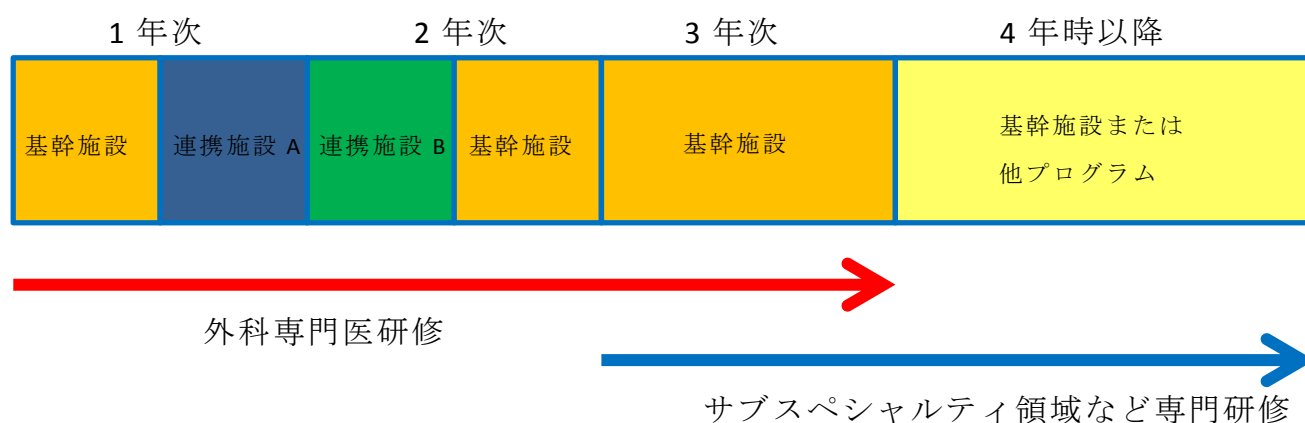 1 年次
2 年次
3 年次
4 年時以降
基幹施設
連携施設 A
連携施設 B
基幹施設
基幹施設
基幹施設または
他プログラム
外科専門医研修
サブスペシャルティ領域など専門研修